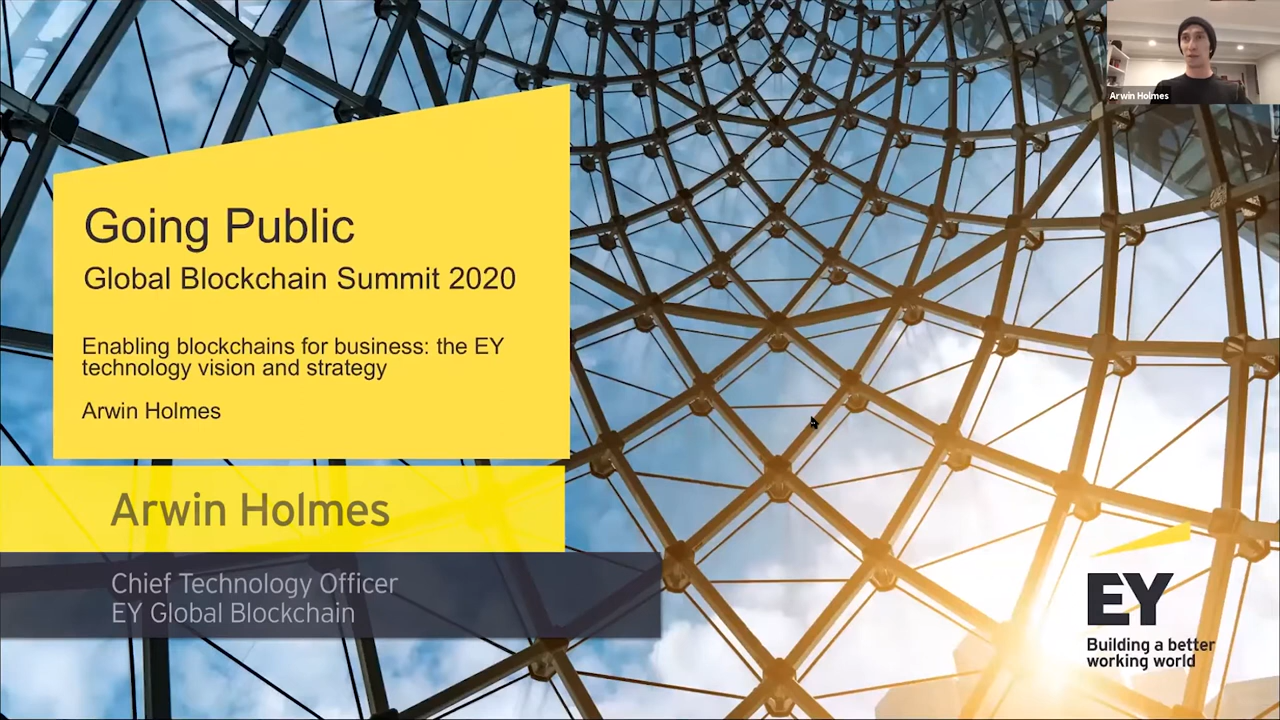 Arwin Holmes
Going Public
Global Blockchain Summit 2020
Enabling blockchains for business: the EY
technology vision and strategy
Arwin Holmes
Arwin Holmes
Chief Technology Officer
EY Global Blockchain
EY
Building a better
working world